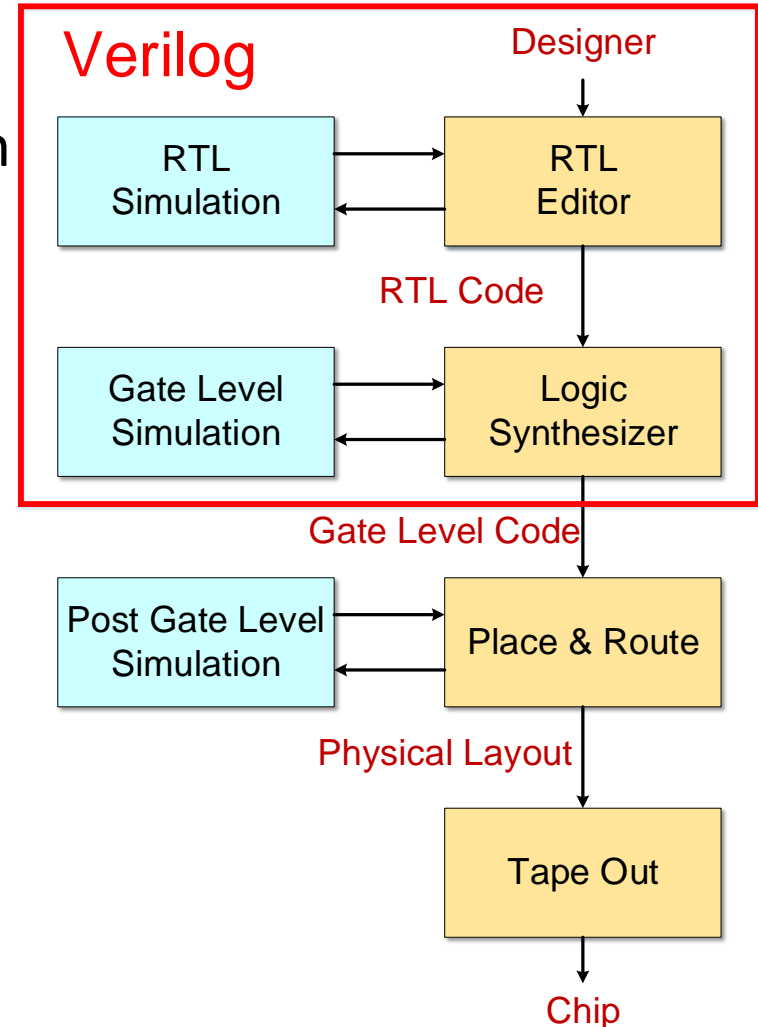 Verilog
Designer
n
RTL
Simulation
RTL
Editor
RTL Code
Gate Level
Simulation
Logic
Synthesizer
Gate Level Code
Post Gate Level
Simulation
Place & Route
Physical Layout
Tape Out
Chip